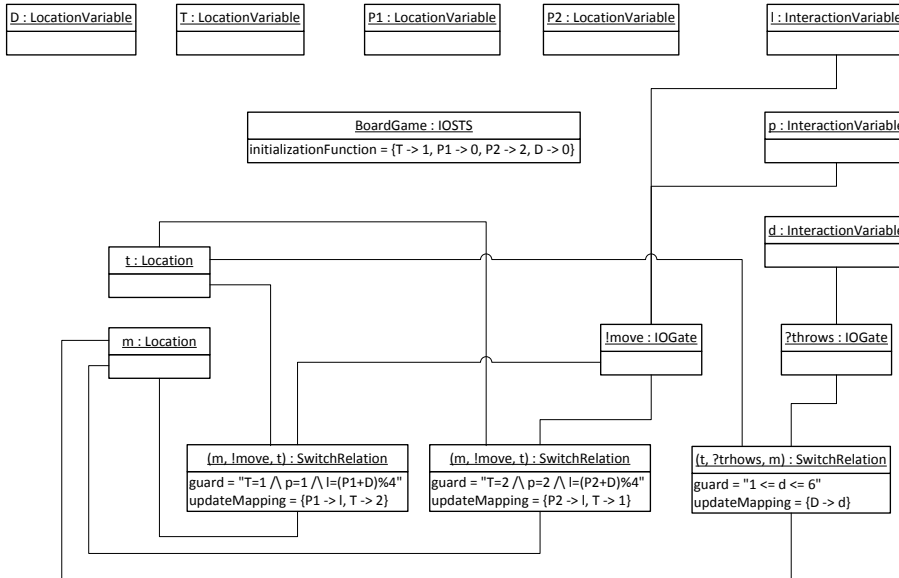 D : LocationVariable
T : LocationVariable
P1 : LocationVariable
P2 : LocationVariable
l : InteractionVariable
BoardGame : IOSTS
initializationFunction = {T -> 1, P1 -> 0, P2 -> 2, D -> 0}
p : InteractionVariable
d : InteractionVariable
t : Location
m : Location
!move : IOGate
?throws : IOGate
(m, !move, t) : SwitchRelation
guard = "T=1 /\ p=1 /\ l=(P1+D)%4"
updateMapping = {P1 -> l, T -> 2}
(m, !move, t) : SwitchRelation
guard = "T=2 /\ p=2 /\ l=(P2+D)%4"
updateMapping = {P2 -> l, T -> 1}
(t, ?trhows, m) : SwitchRelation
guard = "1 <= d <= 6"
updateMapping = {D -> d}